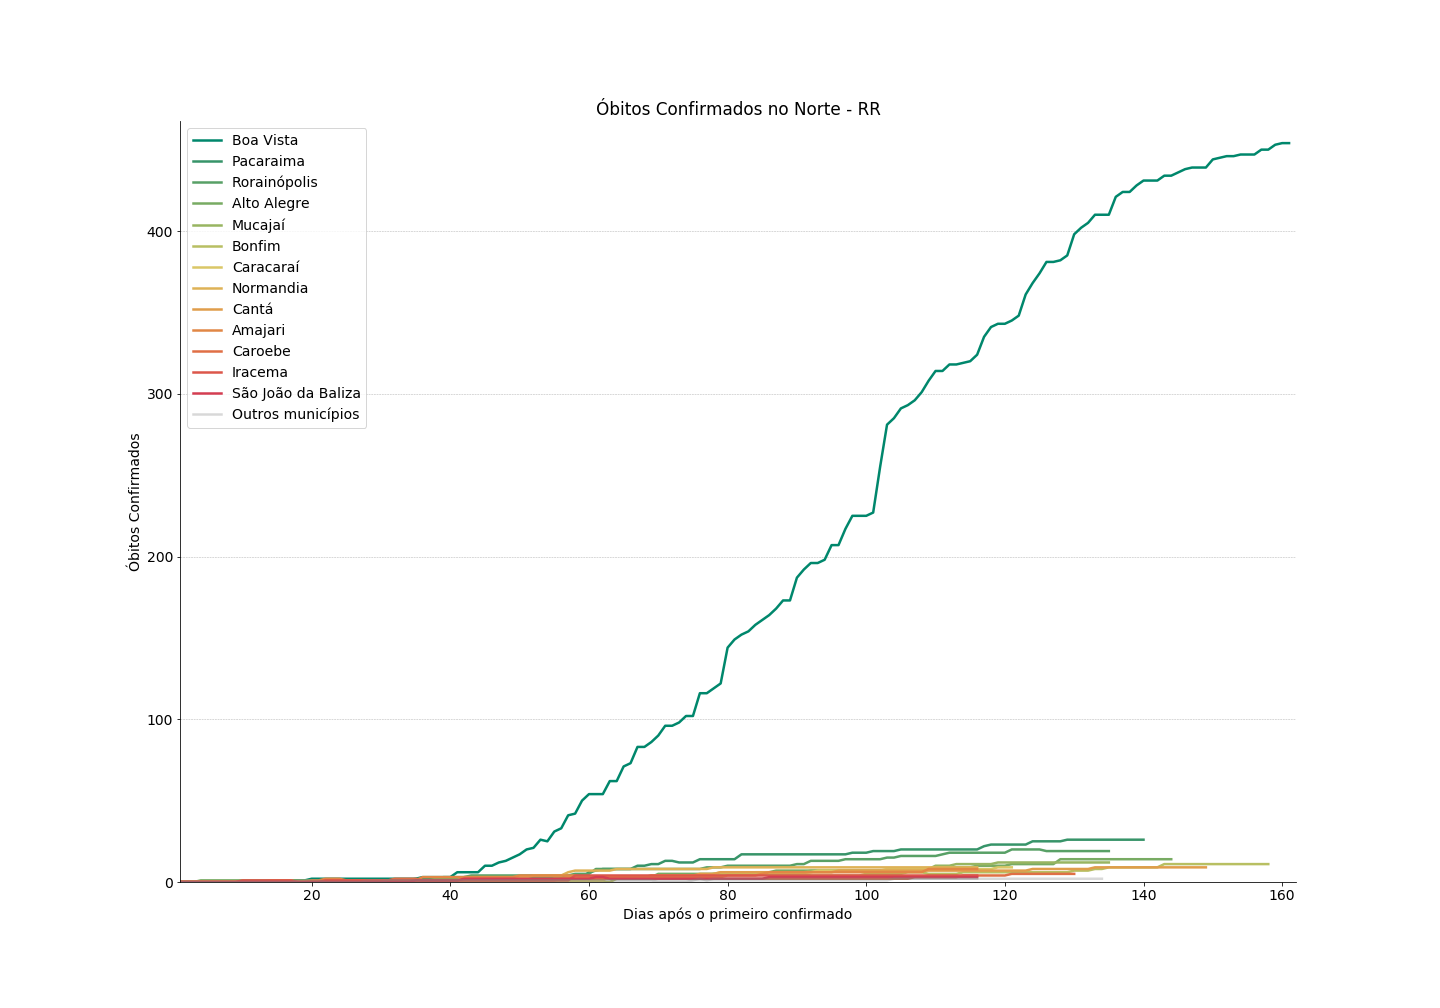 Óbitos Confirmados no Norte - RR
Boa Vista
Pacaraima
Rorainópolis
Alto Alegre
Mucajaí
Bonfim
Caracaraí
Normandia
Cantá
Amajari
Caroebe
Iracema
São João da Baliza
Outros municípios
Óbitos Confirmados
400
300
200
100
0
20 40 60 80 100 120 140 160
Dias após o primeiro confirmado